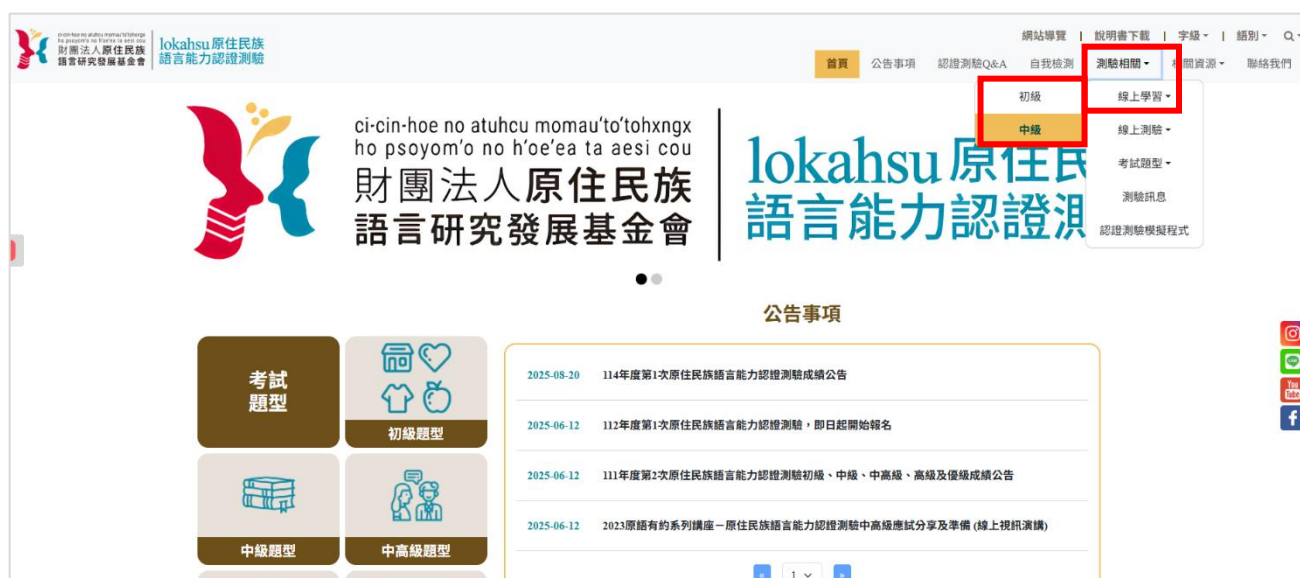 財團法人原住民族
語言研究發展基金會
lokahsu原住民族
語言能力認證測驗
網站導覽 | 說明書下載 | 字級 | 語別
首頁 公告事項 認證測驗Q&A 自我檢測 測驗相關 相關資源 聯絡我們
初級 線上學習
中級 線上測驗
考試題型
測驗訊息
認證測驗模擬程式
ci-cin-hoe no atuhcu momau'to'tohxngx
ho psoyom'o no h'oe'ea ta aesi cou
財團法人原住民族
語言研究發展基金會
lokahsu原住民
語言能力認證測
公告事項
考試
題型
初級題型
中級題型
中高級題型
2025-08-20 114年度第1次原住民族語言能力認證測驗成績公告
2025-06-12 112年度第1次原住民族語言能力認證測驗，即日起開始報名
2025-06-12 111年度第2次原住民族語言能力認證測驗初級、中級、中高級、高級及優級成績公告
2025-06-12 2023原語有約系列講座－原住民族語言能力認證測驗中高級應試分享及準備 (線上視訊演講)
« 1 »
LINE
You
Tube